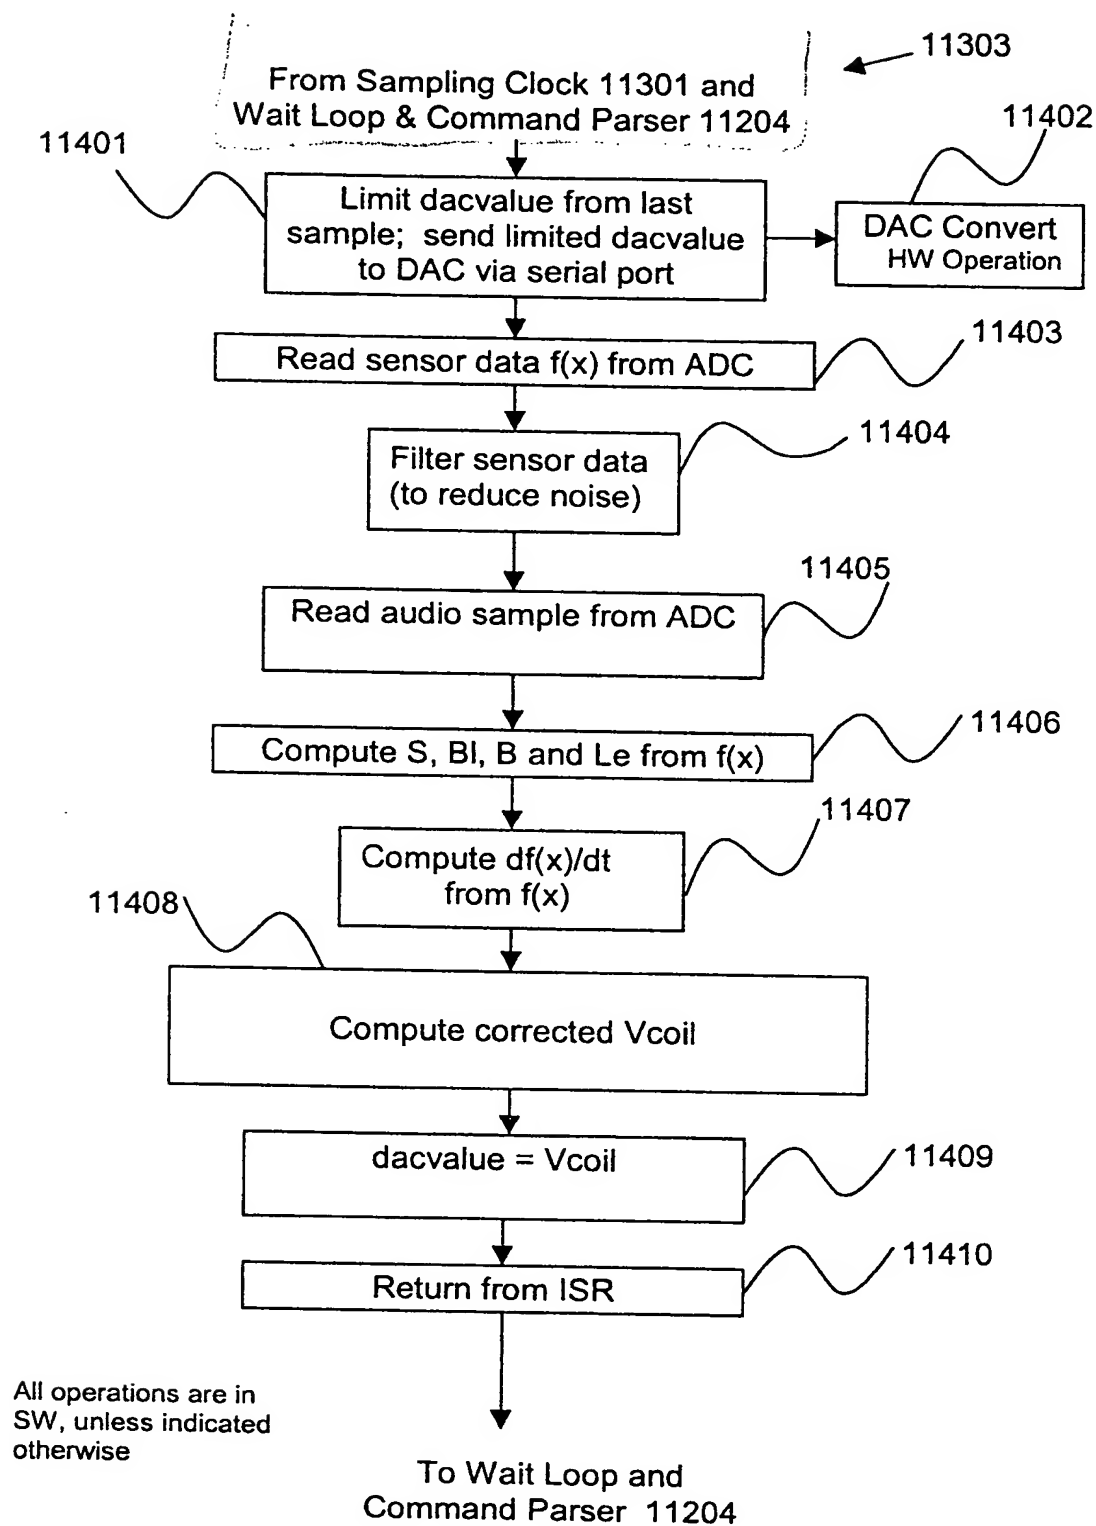 11303
From Sampling Clock 11301 and
Wait Loop & Command Parser 11204
11401
11402
Limit dacvalue from last
sample; send limited dacvalue
to DAC via serial port
DAC Convert
HW Operation
11403
Read sensor data f(x) from ADC
11404
Filter sensor data
(to reduce noise)
11405
Read audio sample from ADC
11406
Compute S, Bl, B and Le from f(x)
11407
Compute df(x)/dt
from f(x)
11408
Compute corrected Vcoil
dacvalue = Vcoil
11409
11410
Return from ISR
All operations are in
SW, unless indicated
otherwise
To Wait Loop and
Command Parser 11204